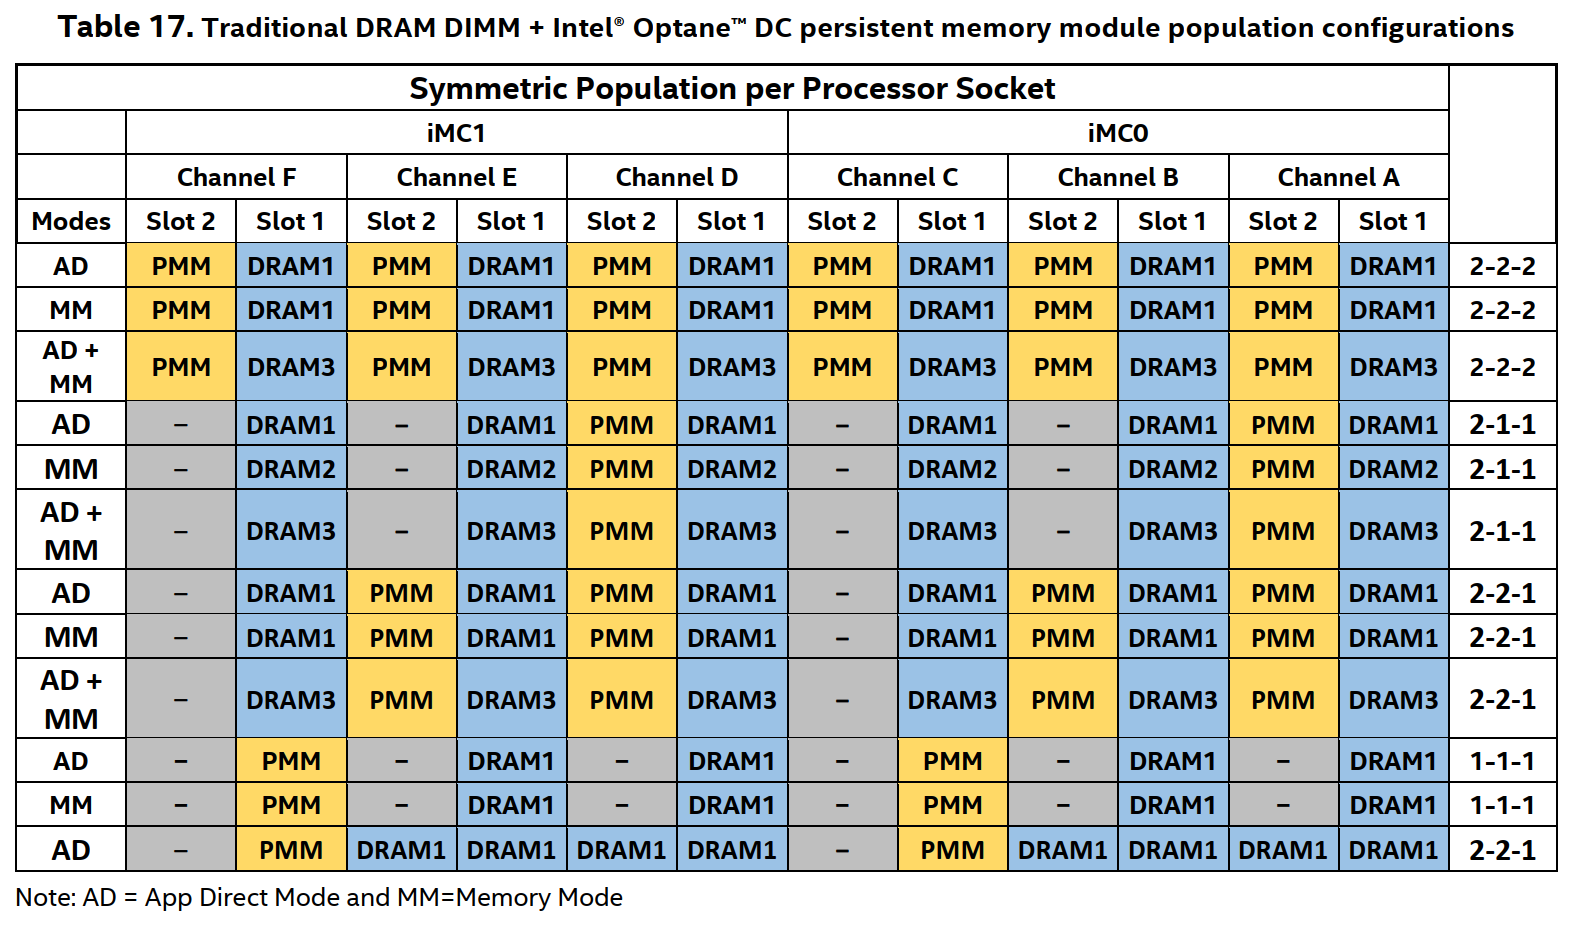 Table 17. Traditional DRAM DIMM + Intel® Optane™ DC persistent memory module population configurations
Symmetric Population per Processor Socket
iMC1 iMC0
Channel F Channel E Channel D Channel C Channel B Channel A
Modes Slot 2 Slot 1 Slot 2 Slot 1 Slot 2 Slot 1 Slot 2 Slot 1 Slot 2 Slot 1 Slot 2 Slot 1
AD PMM DRAM1 PMM DRAM1 PMM DRAM1 PMM DRAM1 PMM DRAM1 PMM DRAM1 2-2-2
MM PMM DRAM1 PMM DRAM1 PMM DRAM1 PMM DRAM1 PMM DRAM1 PMM DRAM1 2-2-2
AD +
MM PMM DRAM3 PMM DRAM3 PMM DRAM3 PMM DRAM3 PMM DRAM3 PMM DRAM3 2-2-2
AD – DRAM1 – DRAM1 PMM DRAM1 – DRAM1 – DRAM1 PMM DRAM1 2-1-1
MM – DRAM2 – DRAM2 PMM DRAM2 – DRAM2 – DRAM2 PMM DRAM2 2-1-1
AD +
MM – DRAM3 – DRAM3 PMM DRAM3 – DRAM3 – DRAM3 PMM DRAM3 2-1-1
AD – DRAM1 PMM DRAM1 PMM DRAM1 – DRAM1 PMM DRAM1 PMM DRAM1 2-2-1
MM – DRAM1 PMM DRAM1 PMM DRAM1 – DRAM1 PMM DRAM1 PMM DRAM1 2-2-1
AD +
MM – DRAM3 PMM DRAM3 PMM DRAM3 – DRAM3 PMM DRAM3 PMM DRAM3 2-2-1
AD – PMM – DRAM1 – DRAM1 – PMM – DRAM1 – DRAM1 1-1-1
MM – PMM – DRAM1 – DRAM1 – PMM – DRAM1 – DRAM1 1-1-1
AD – PMM DRAM1 DRAM1 DRAM1 DRAM1 – PMM DRAM1 DRAM1 DRAM1 DRAM1 2-2-1
Note: AD = App Direct Mode and MM=Memory Mode